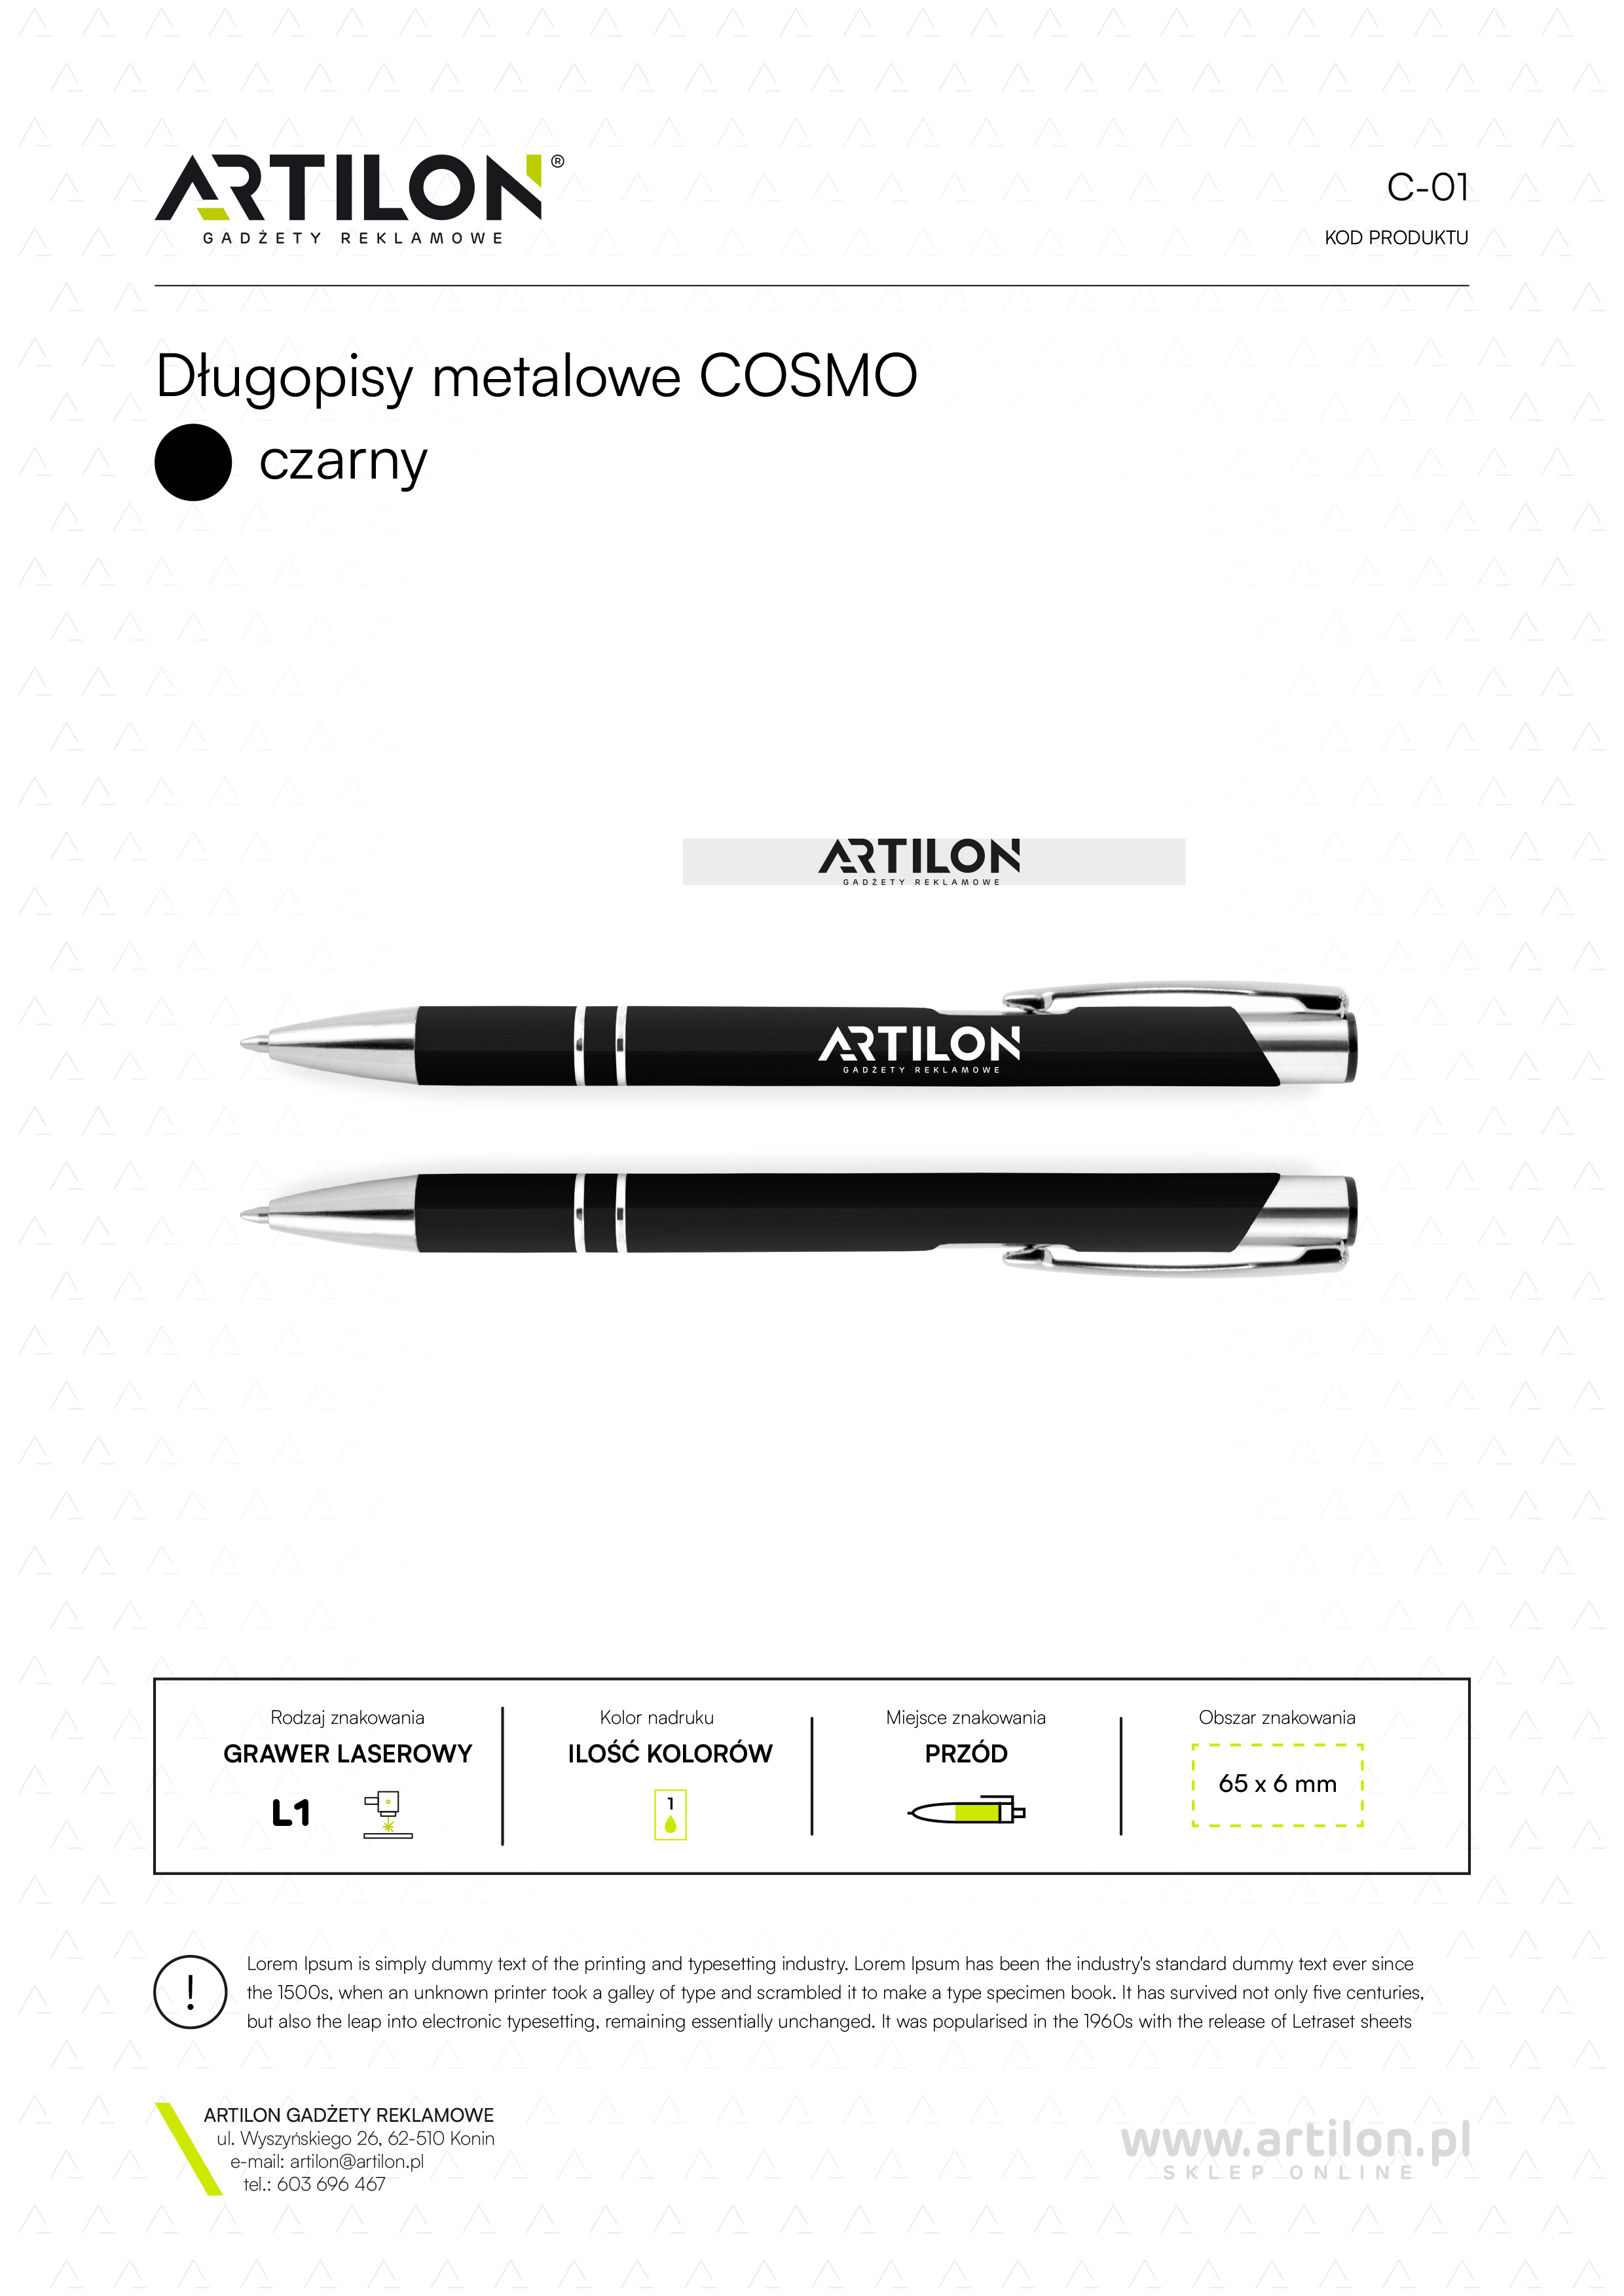 ARTILON®
GADŻETY REKLAMOWE
C-01
KOD PRODUKTU
Długopisy metalowe COSMO
czarny
ARTILON
GADŻETY REKLAMOWE
ARTILON
GADŻETY REKLAMOWE
Rodzaj znakowania
GRAWER LASEROWY
L1
Kolor nadruku
ILOŚĆ KOLORÓW
1
Miejsce znakowania
PRZÓD
Obszar znakowania
65 x 6 mm
!
Lorem Ipsum is simply dummy text of the printing and typesetting industry. Lorem Ipsum has been the industry's standard dummy text ever since
the 1500s, when an unknown printer took a galley of type and scrambled it to make a type specimen book. It has survived not only five centuries,
but also the leap into electronic typesetting, remaining essentially unchanged. It was popularised in the 1960s with the release of Letraset sheets
ARTILON GADŻETY REKLAMOWE
ul. Wyszyńskiego 26, 62-510 Konin
e-mail: artilon@artilon.pl
tel.: 603 696 467
www.artilon.pl
SKLEP ONLINE